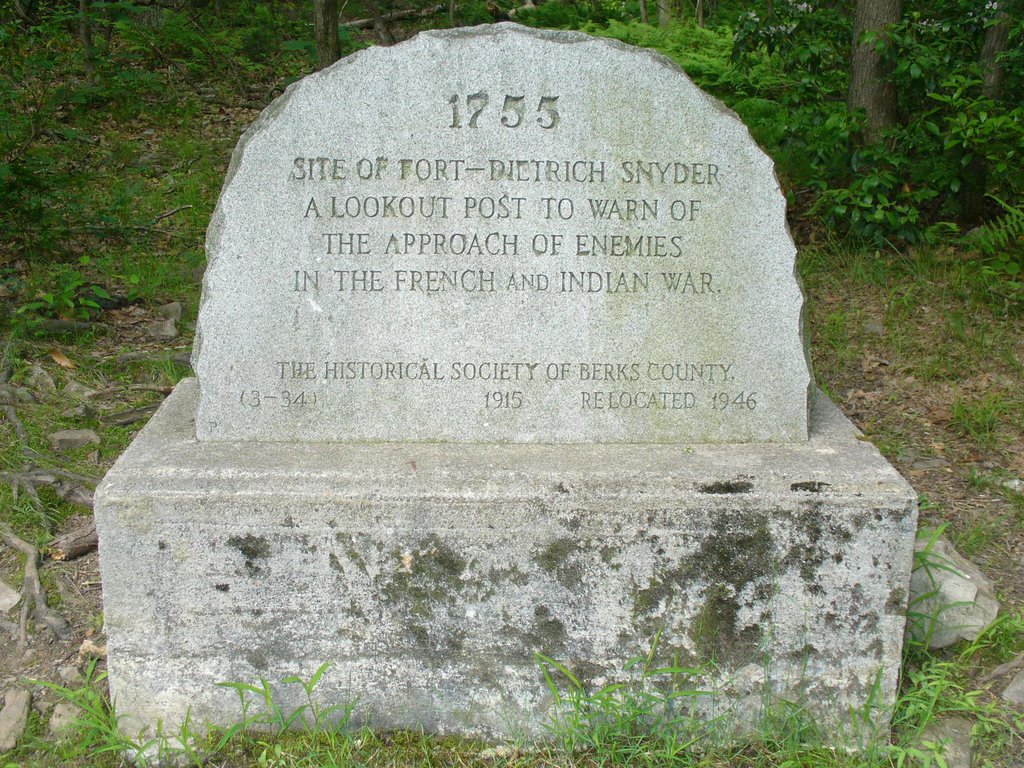 1755
SITE OF FORT–DIETRICH SNYDER
A LOOKOUT POST TO WARN OF
THE APPROACH OF ENEMIES
IN THE FRENCH AND INDIAN WAR.
THE HISTORICAL SOCIETY OF BERKS COUNTY.
(3–34) 1915 RELOCATED 1946
P